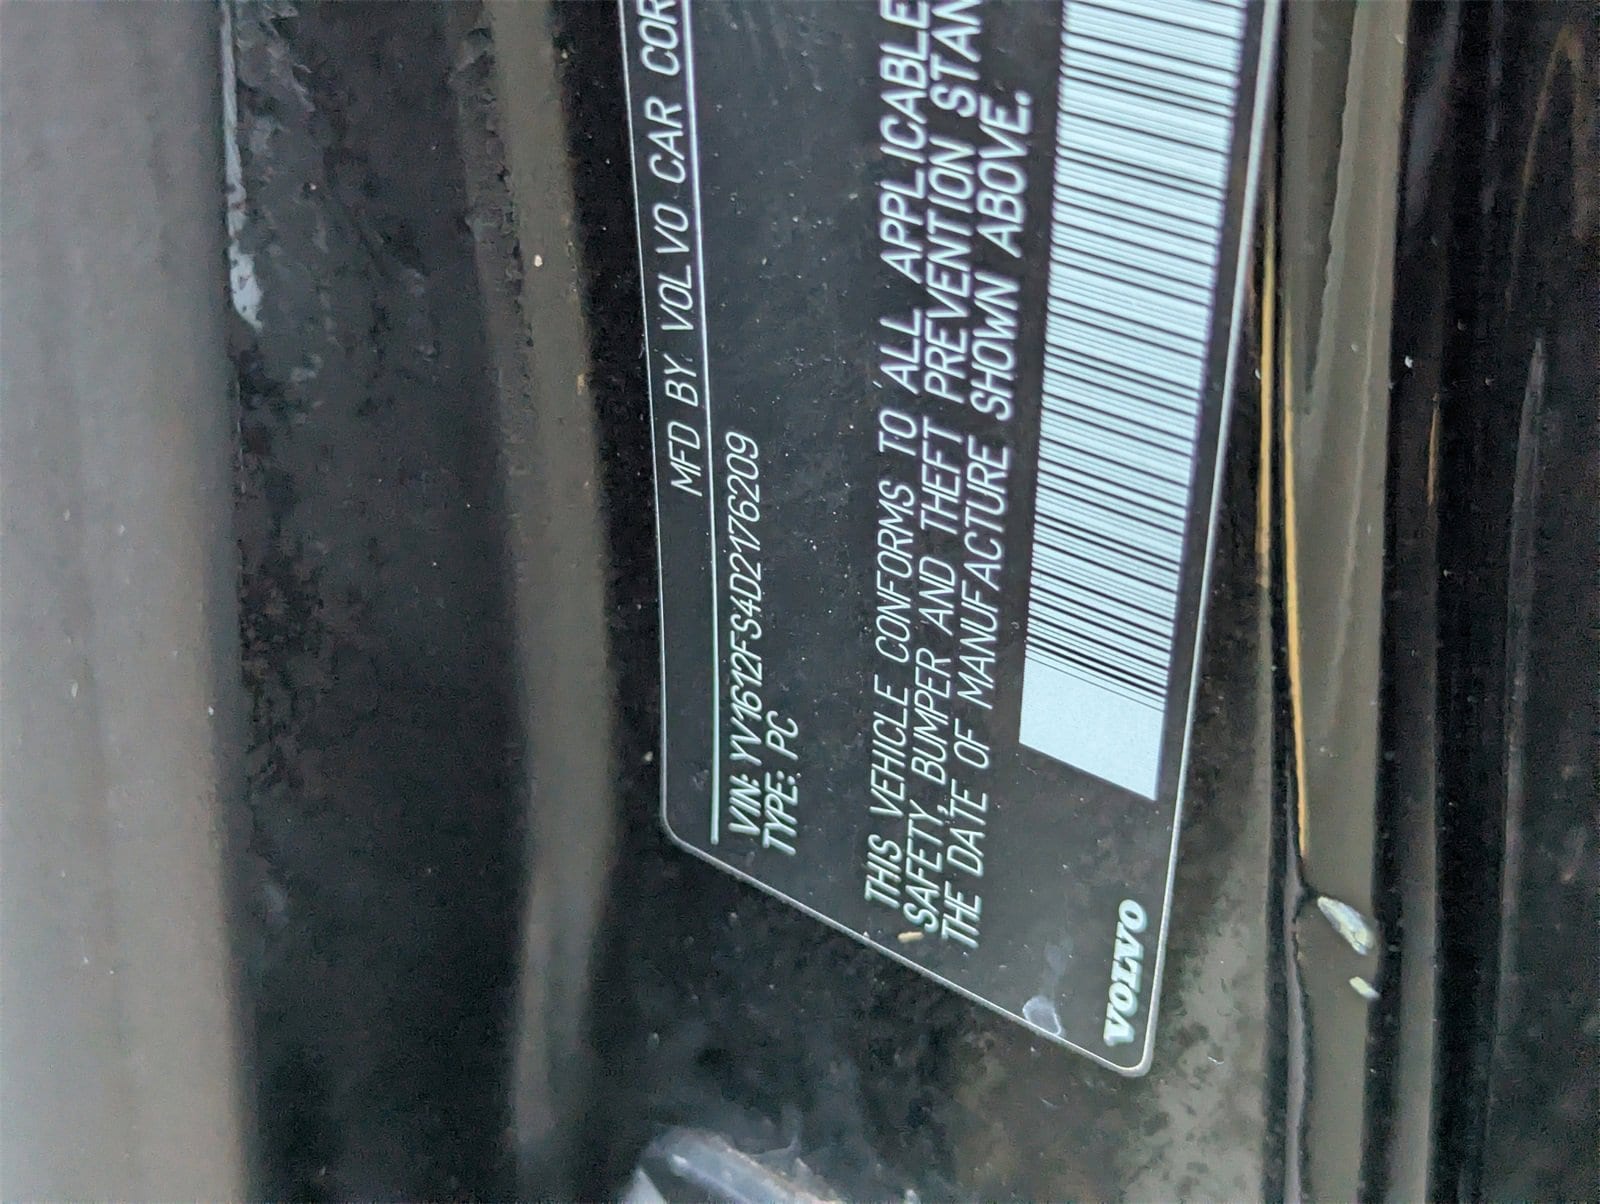 MFD BY VOLVO CAR COR
VIN: YV1612FS4D2176209
TYPE: PC
THIS VEHICLE CONFORMS TO ALL APPLICABLE
SAFETY, BUMPER AND THEFT PREVENTION STAN
THE DATE OF MANUFACTURE SHOWN ABOVE.
VOLVO